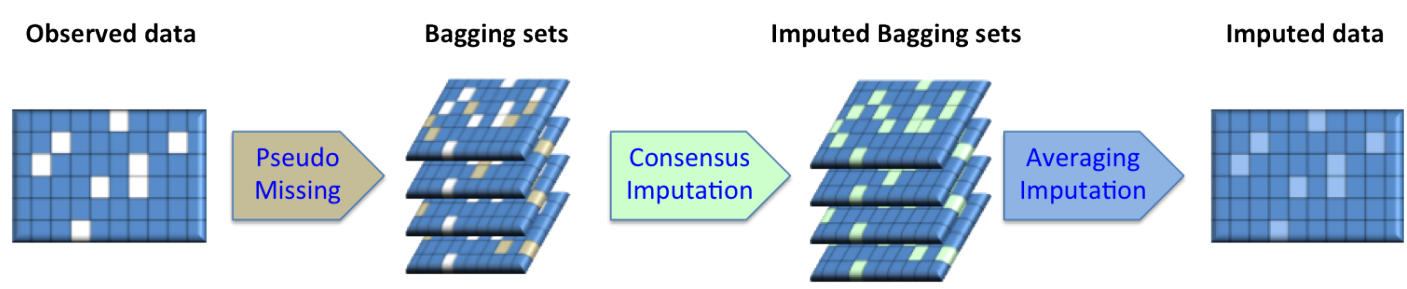 Observed data
Bagging sets
Imputed Bagging sets
Imputed data
Pseudo
Missing
Consensus
Imputation
Averaging
Imputation